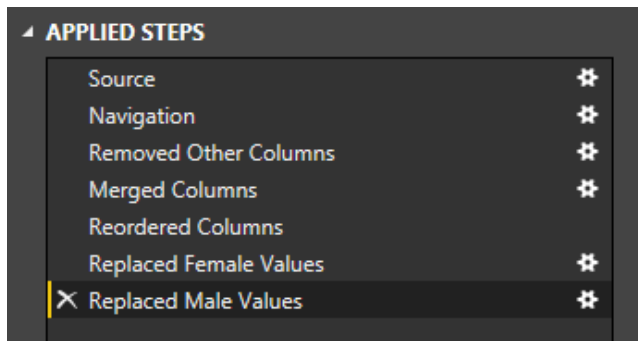 APPLIED STEPS
Source
Navigation
Removed Other Columns
Merged Columns
Reordered Columns
Replaced Female Values
Replaced Male Values